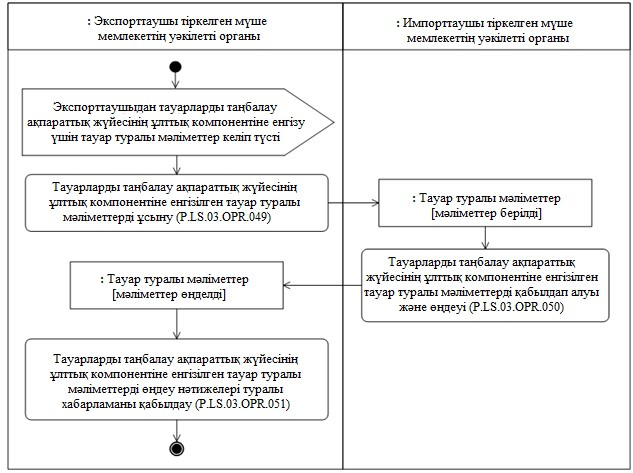 : Экспорттаушы тіркелген мүше
мемлекеттің уәкілетті органы
: Импорттаушы тіркелген мүше
мемлекеттің уәкілетті органы
Экспорттаушыдан тауарларды таңбалау
ақпараттық жүйесінің ұлттық компонентіне енгізу
үшін тауар туралы мәліметтер келіп түсті
Тауарларды таңбалау ақпараттық жүйесінің
ұлттық компонентіне енгізілген тауар туралы
мәліметтерді ұсыну (P.LS.03.OPR.049)
: Тауар туралы мәліметтер
[мәліметтер берілді]
Тауарларды таңбалау ақпараттық
жүйесінің ұлттық компонентіне енгізілген
тауар туралы мәліметтерді қабылдап алуы
және өңдеуі (P.LS.03.OPR.050)
: Тауар туралы мәліметтер
[мәліметтер өңделді]
Тауарларды таңбалау ақпараттық жүйесінің
ұлттық компонентіне енгізілген тауар туралы
мәліметтерді өңдеу нәтижелері туралы
хабарламаны қабылдау (P.LS.03.OPR.051)